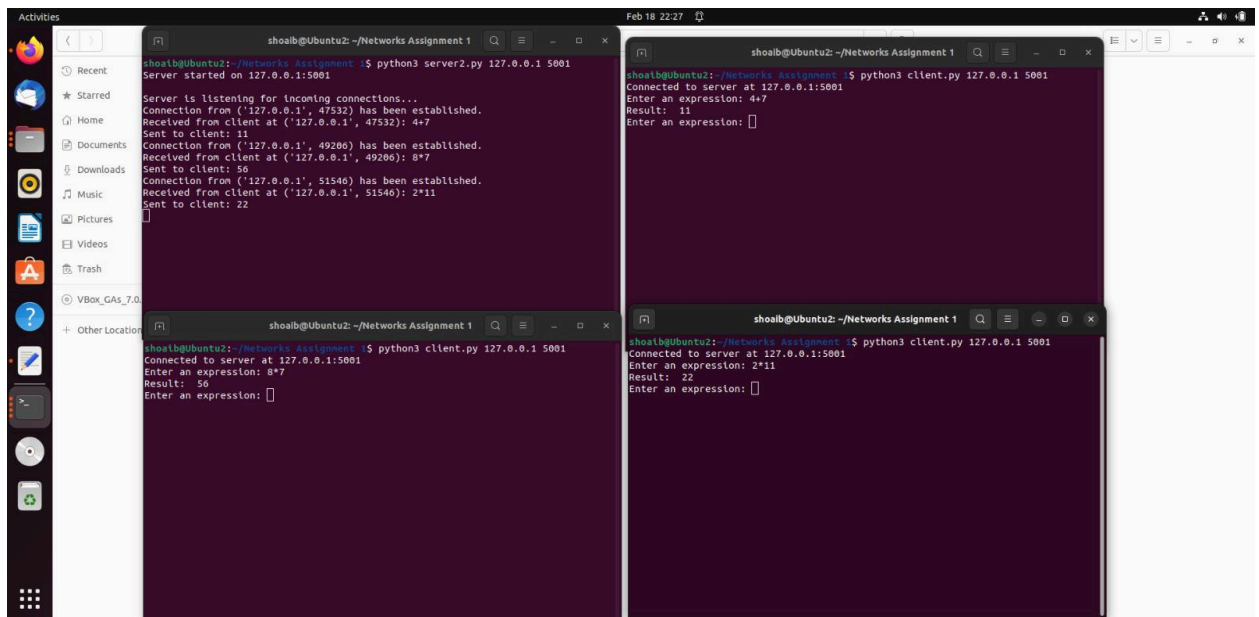 Activities
Feb 18 22:27
Recent
Starred
Home
Documents
Downloads
Music
Pictures
Videos
Trash
VBox_GAs_7.0.
Other Location
shoaib@Ubuntu2: ~/Networks Assignment 1
shoaib@Ubuntu2:~/Networks Assignment 1$ python3 server2.py 127.0.0.1 5001
Server started on 127.0.0.1:5001
Server is listening for incoming connections...
Connection from ('127.0.0.1', 47532) has been established.
Received from client at ('127.0.0.1', 47532): 4+7
Sent to client: 11
Connection from ('127.0.0.1', 49206) has been established.
Received from client at ('127.0.0.1', 49206): 8*7
Sent to client: 56
Connection from ('127.0.0.1', 51546) has been established.
Received from client at ('127.0.0.1', 51546): 2*11
Sent to client: 22
shoaib@Ubuntu2: ~/Networks Assignment 1
shoaib@Ubuntu2:~/Networks Assignment 1$ python3 client.py 127.0.0.1 5001
Connected to server at 127.0.0.1:5001
Enter an expression: 4+7
Result:  11
Enter an expression:
shoaib@Ubuntu2: ~/Networks Assignment 1
shoaib@Ubuntu2:~/Networks Assignment 1$ python3 client.py 127.0.0.1 5001
Connected to server at 127.0.0.1:5001
Enter an expression: 8*7
Result:  56
Enter an expression:
shoaib@Ubuntu2: ~/Networks Assignment 1
shoaib@Ubuntu2:~/Networks Assignment 1$ python3 client.py 127.0.0.1 5001
Connected to server at 127.0.0.1:5001
Enter an expression: 2*11
Result:  22
Enter an expression: